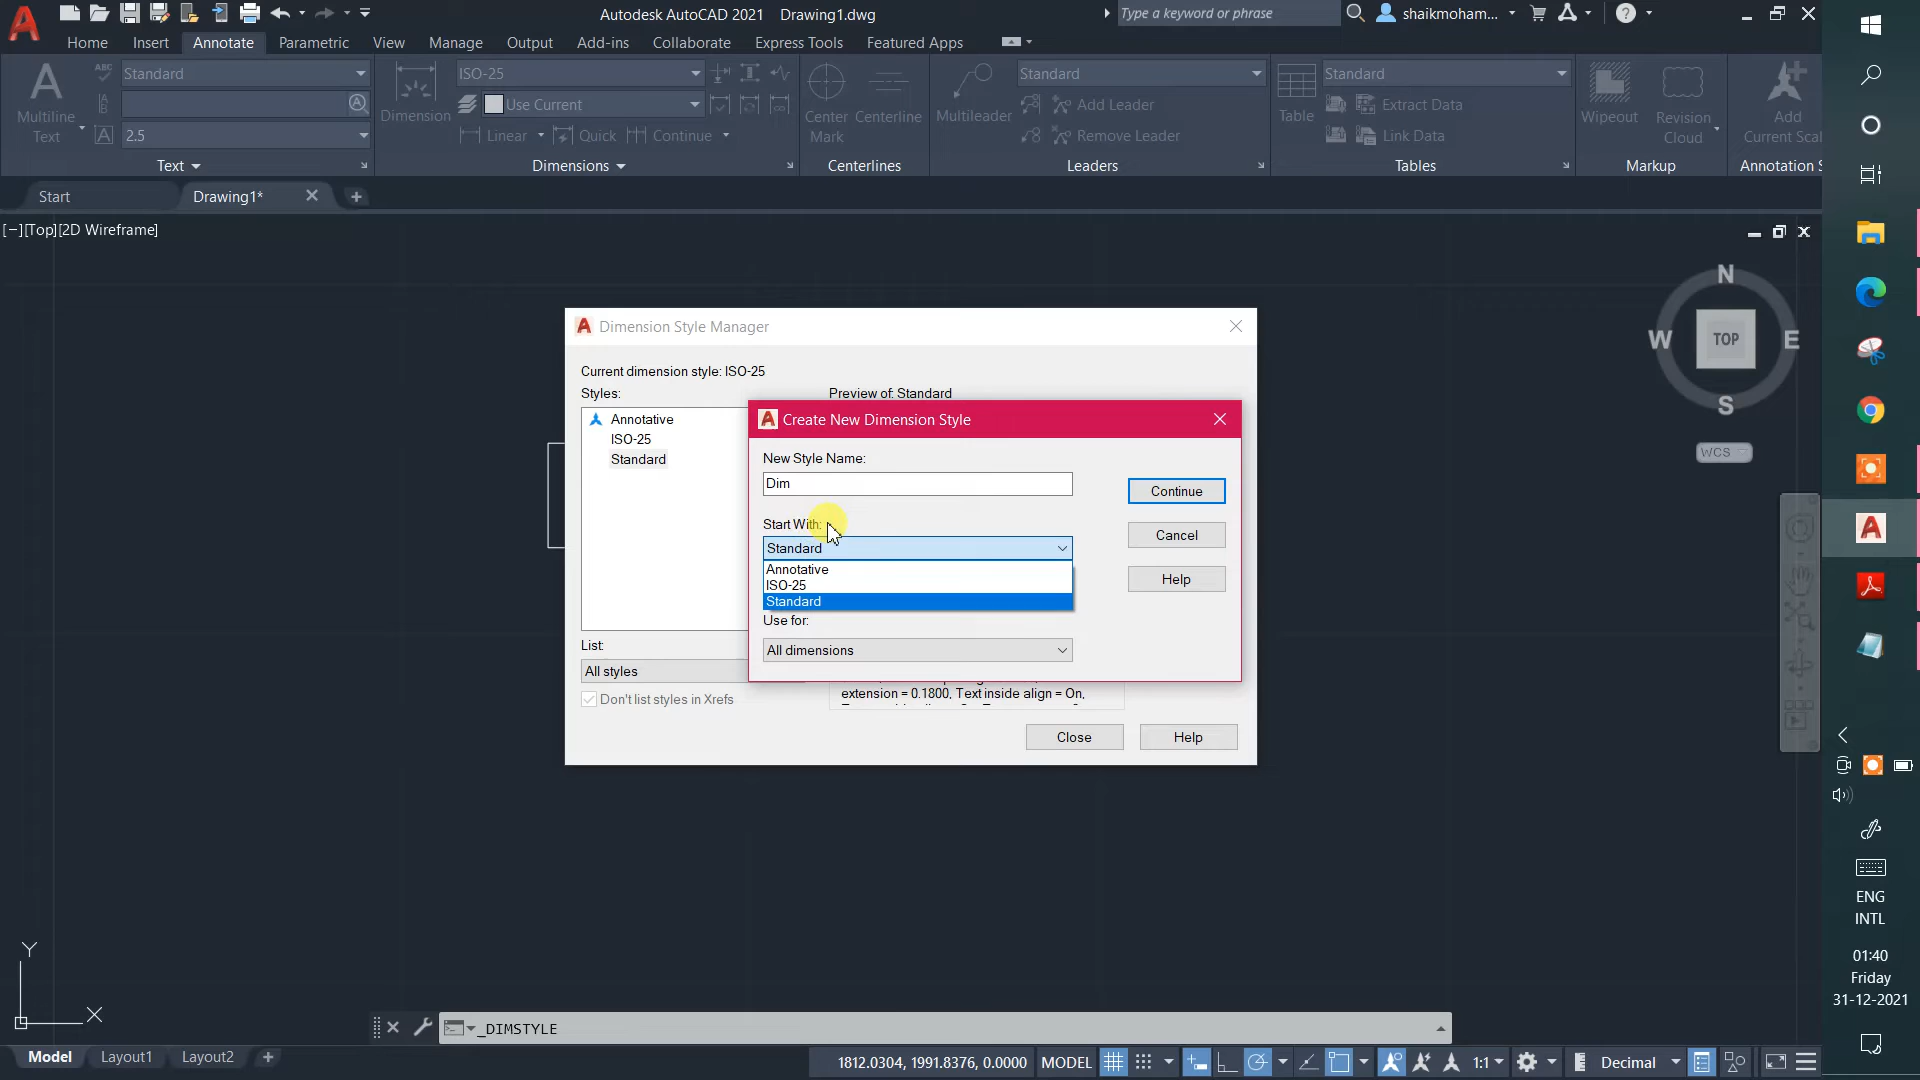 Autodesk AutoCAD 2021 Drawing1.dwg
Type a keyword or phrase
shaikmoham...
Home Insert Annotate Parametric View Manage Output Add-ins Collaborate Express Tools Featured Apps
Multiline Text
Standard
2.5
Text
Dimension
ISO-25
Use Current
Linear Quick Continue
Dimensions
Center Mark
Centerline
Centerlines
Multileader
Standard
Add Leader
Remove Leader
Leaders
Table
Standard
Extract Data
Link Data
Tables
Wipeout
Revision Cloud
Markup
Add
Current Scal
Annotation S
Start Drawing1*
[−][Top][2D Wireframe]
N
W TOP E
S
WCS
Dimension Style Manager
Current dimension style: ISO-25
Styles:
Preview of: Standard
Annotative
ISO-25
Standard
List:
All styles
Don't list styles in Xrefs
extension = 0.1800, Text inside align = On,
Close Help
Create New Dimension Style
New Style Name:
Dim
Continue
Start With:
Standard
Cancel
Annotative
ISO-25
Standard
Help
Use for:
All dimensions
Y
X
_DIMSTYLE
Model Layout1 Layout2
1812.0304, 1991.8376, 0.0000 MODEL 1:1 Decimal
ENG
INTL
01:40
Friday
31-12-2021